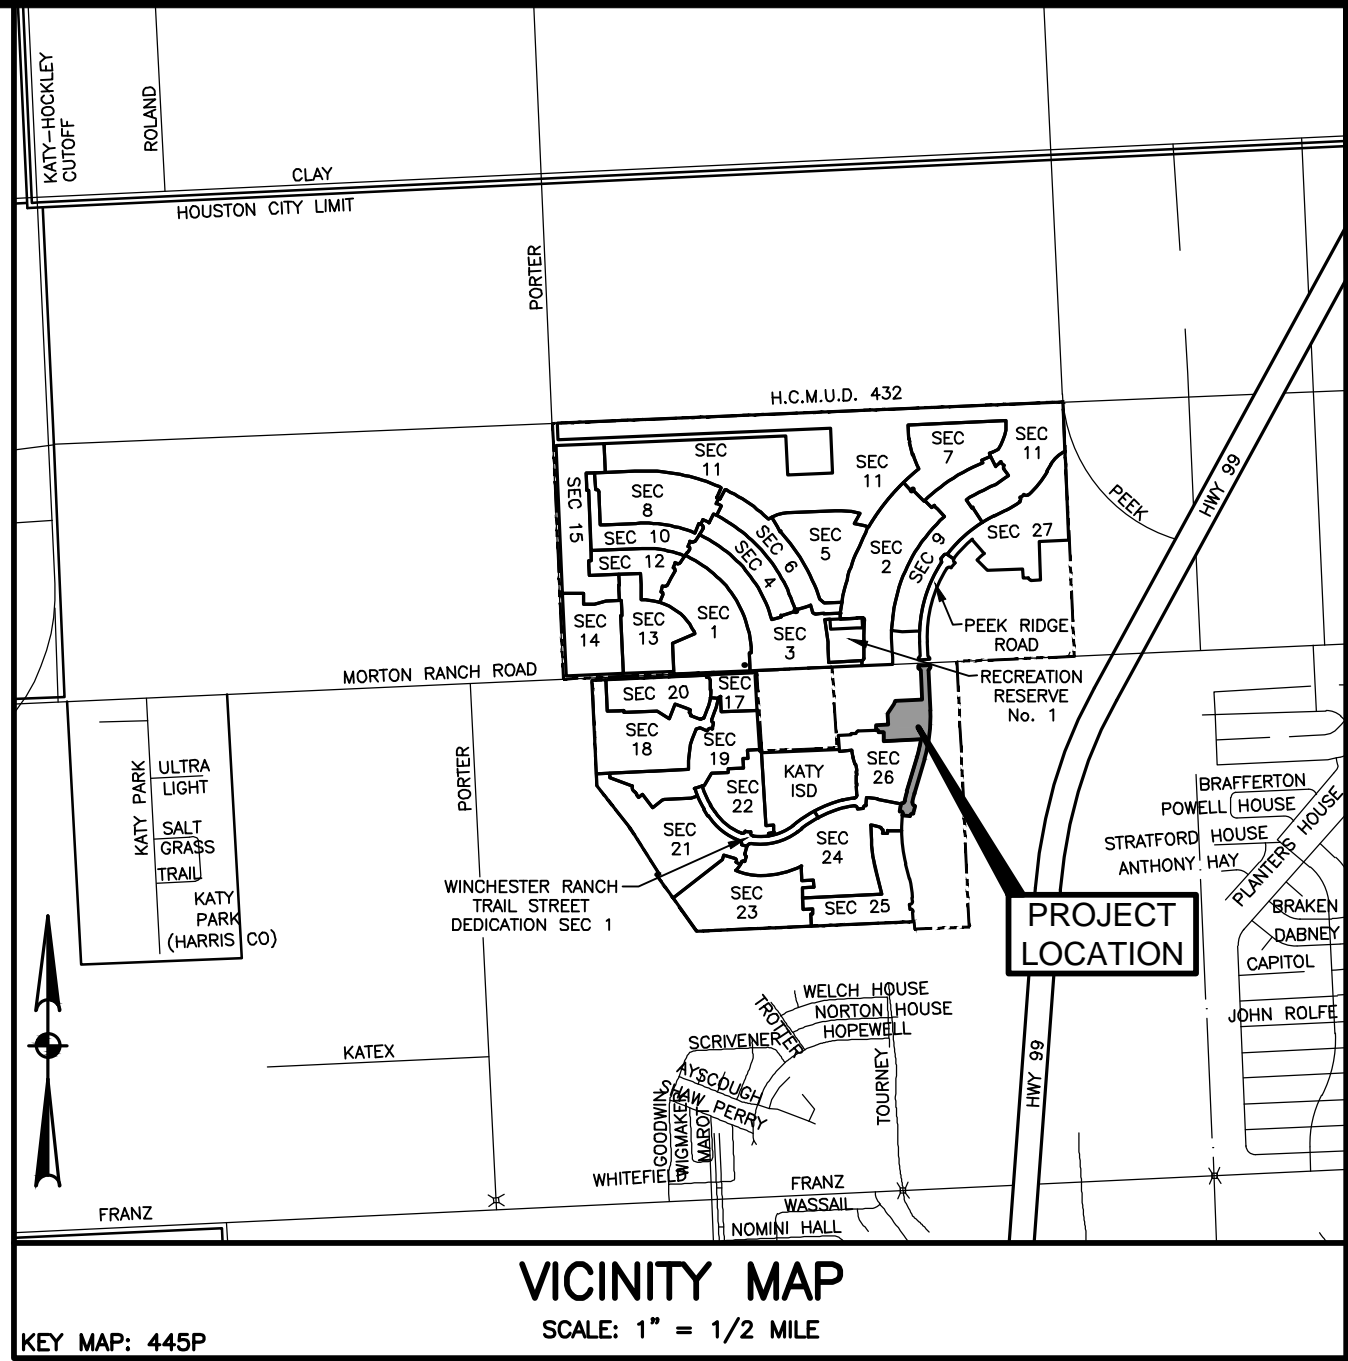 KATY-HOCKLEY
CUTOFF
ROLAND
CLAY
HOUSTON CITY LIMIT
PORTER
H.C.M.U.D. 432
SEC
11
SEC
11
SEC
7
SEC
11
SEC 15
SEC
8
SEC 10
SEC 12
SEC 6
SEC 4
SEC
5
SEC
2
SEC 9
SEC 27
PEEK
HWY 99
SEC
14
SEC
13
SEC
1
SEC
3
PEEK RIDGE
ROAD
RECREATION
RESERVE
No. 1
MORTON RANCH ROAD
SEC 20
SEC
17
SEC
18
SEC
19
SEC
22
KATY
ISD
SEC
26
SEC
21
SEC
24
SEC
23
SEC 25
WINCHESTER RANCH
TRAIL STREET
DEDICATION SEC 1
PROJECT
LOCATION
KATY PARK
ULTRA
LIGHT
SALT
GRASS
TRAIL
KATY
PARK
(HARRIS CO)
PORTER
BRAFFERTON
POWELL HOUSE
STRATFORD HOUSE
ANTHONY HAY
PLANTERS HOUSE
BRAKEN
DABNEY
CAPITOL
JOHN ROLFE
WELCH HOUSE
NORTON HOUSE
HOPEWELL
TROTTER
SCRIVENER
AYSCOUGH
SHAW PERRY
GOODWIN
WIGMAKER
MAROT
WHITEFIELD
TOURNEY
HWY 99
KATEX
FRANZ
FRANZ
WASSAIL
NOMINI HALL
VICINITY MAP
SCALE: 1" = 1/2 MILE
KEY MAP: 445P